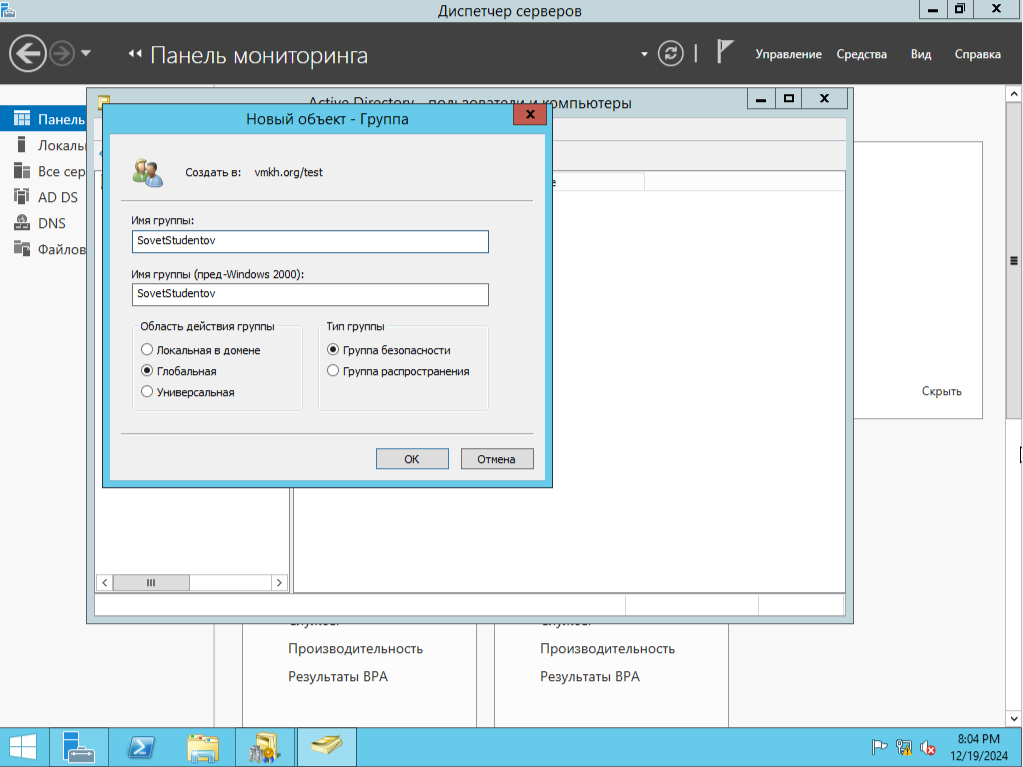 Диспетчер серверов
Панель мониторинга
Управление Средства Вид Справка
Active Directory - пользователи и компьютеры
Новый объект - Группа
Панель
Локаль
Все сер
AD DS
DNS
Файлов
Создать в: vmkh.org/test
Имя группы:
SovetStudentov
Имя группы (пред-Windows 2000):
SovetStudentov
Область действия группы
Локальная в домене
Глобальная
Универсальная
Тип группы
Группа безопасности
Группа распространения
OK Отмена
Скрыть
Производительность Производительность
Результаты BPA Результаты BPA
8:04 PM
12/19/2024